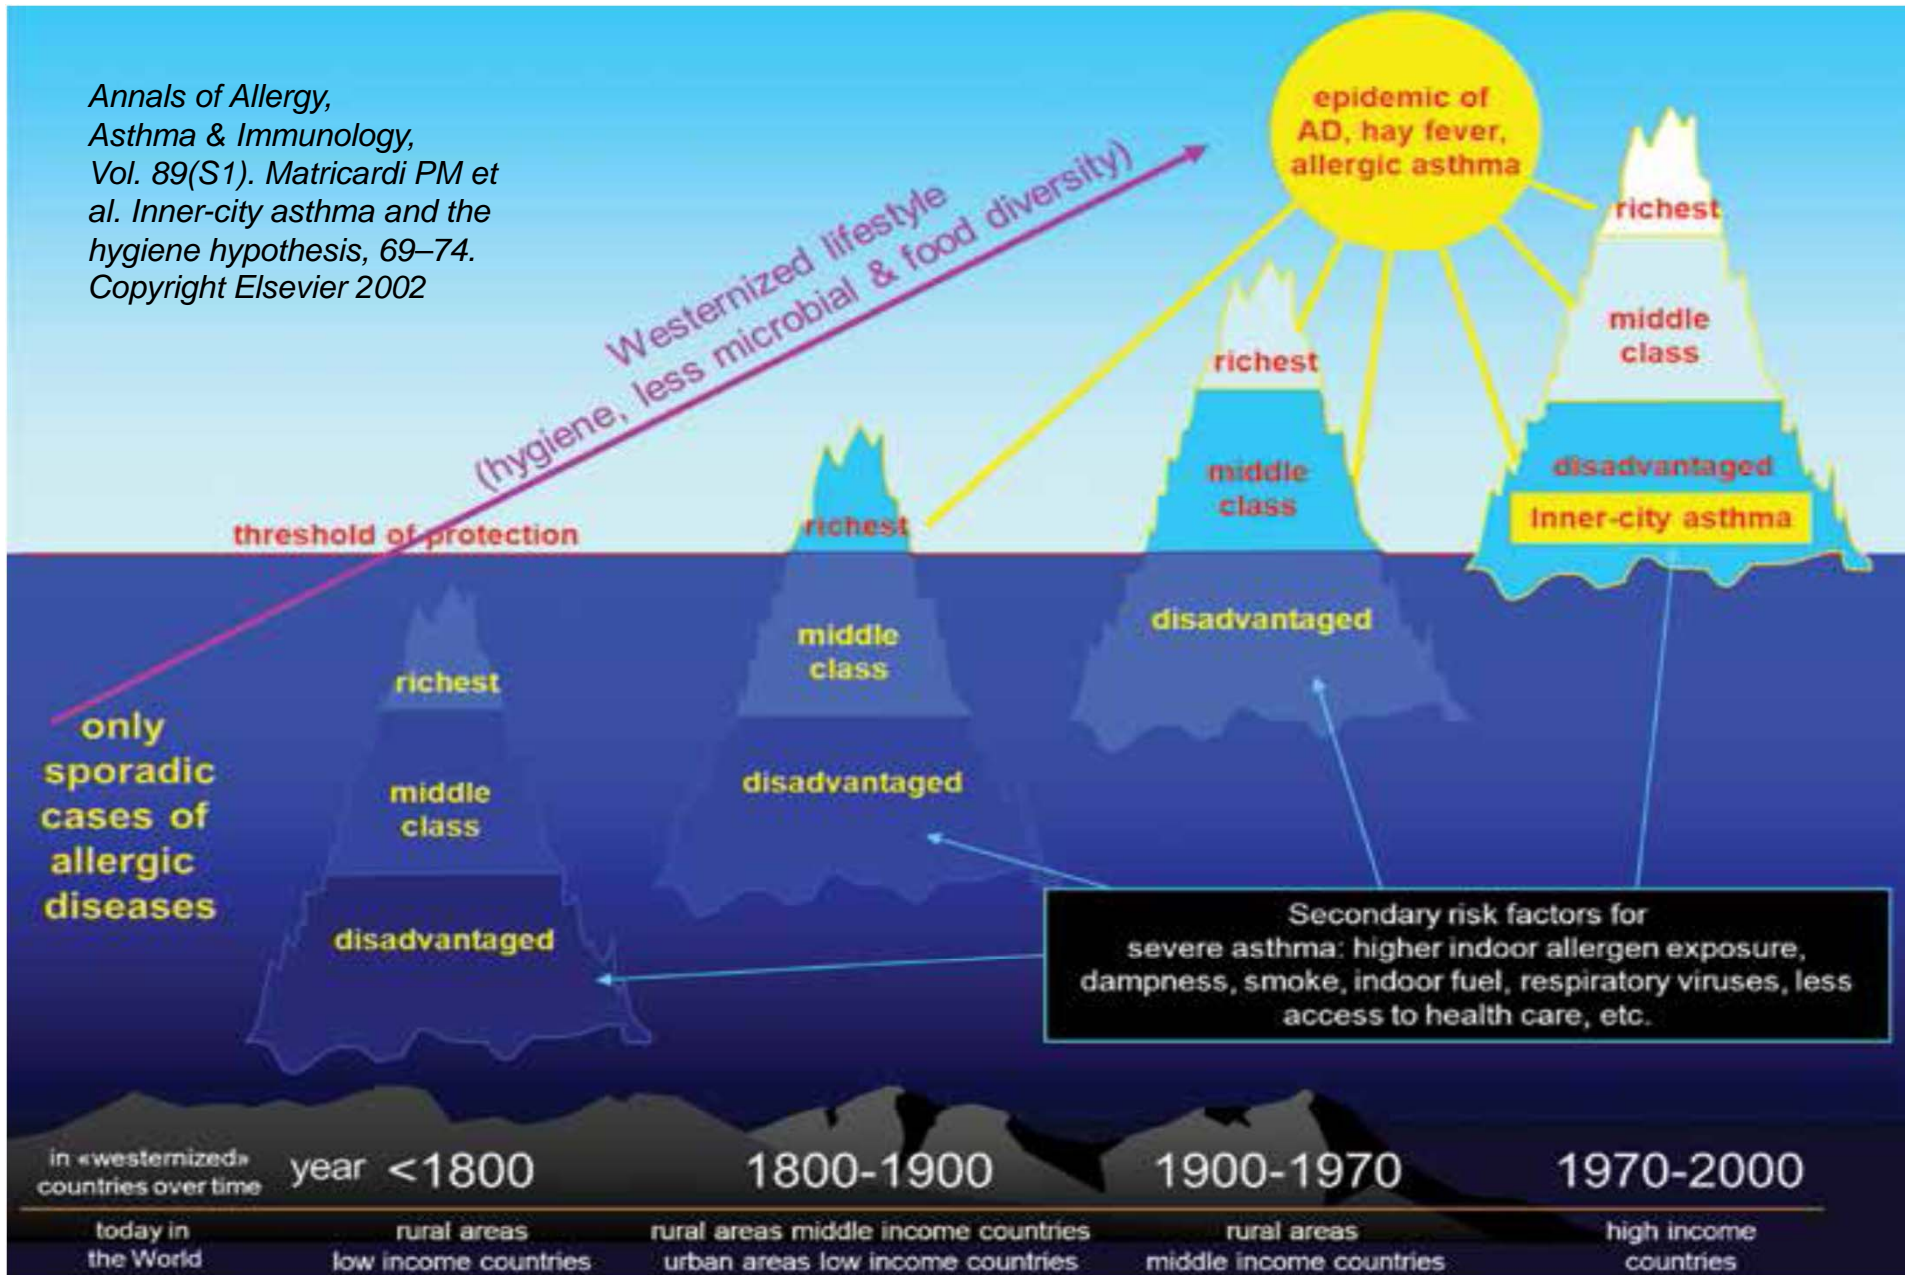 Annals of Allergy,
Asthma & Immunology,
Vol. 89(S1). Matricardi PM et
al. Inner-city asthma and the
hygiene hypothesis, 69–74.
Copyright Elsevier 2002
Westernized lifestyle
(hygiene, less microbial & food diversity)
epidemic of
AD, hay fever,
allergic asthma
threshold of protection
only
sporadic
cases of
allergic
diseases
richest
middle
class
disadvantaged
richest
middle
class
disadvantaged
richest
middle
class
disadvantaged
richest
middle
class
disadvantaged
Inner-city asthma
Secondary risk factors for
severe asthma: higher indoor allergen exposure,
dampness, smoke, indoor fuel, respiratory viruses, less
access to health care, etc.
in «westernized»
countries over time
year <1800
1800-1900
1900-1970
1970-2000
today in
the World
rural areas
low income countries
rural areas middle income countries
urban areas low income countries
rural areas
middle income countries
high income
countries